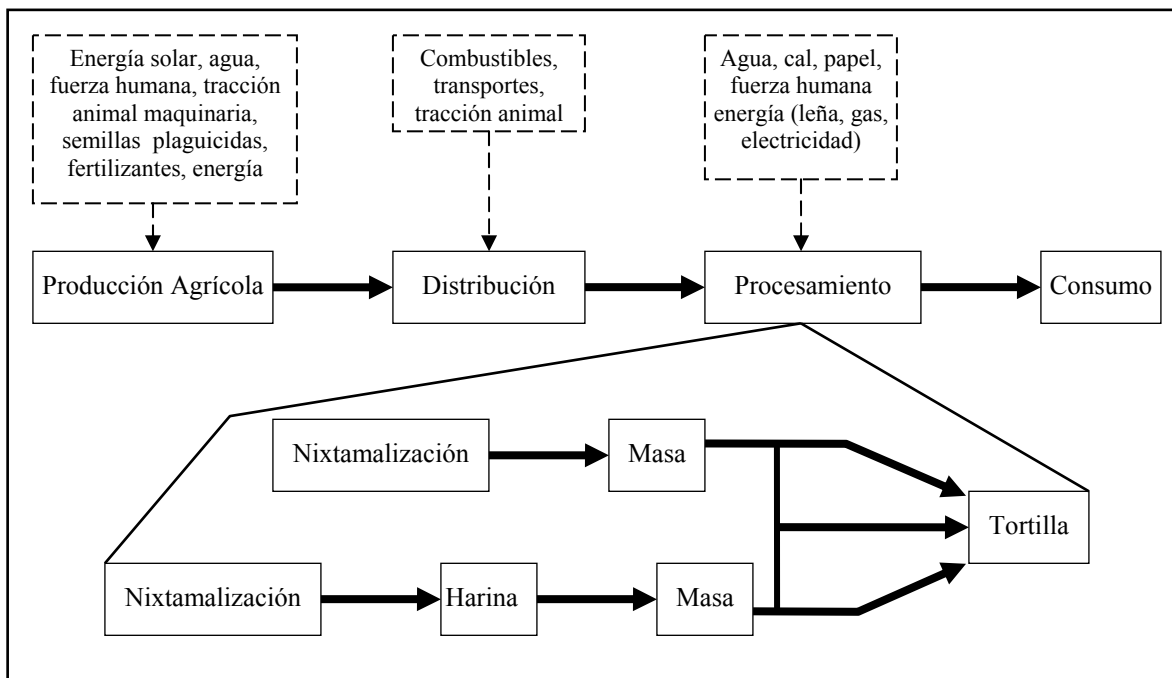 Energía solar, agua,
fuerza humana, tracción
animal maquinaria,
semillas plaguicidas,
fertilizantes, energía
Combustibles,
transportes,
tracción animal
Agua, cal, papel,
fuerza humana
energía (leña, gas,
electricidad)
Producción Agrícola
Distribución
Procesamiento
Consumo
Nixtamalización
Masa
Tortilla
Nixtamalización
Harina
Masa